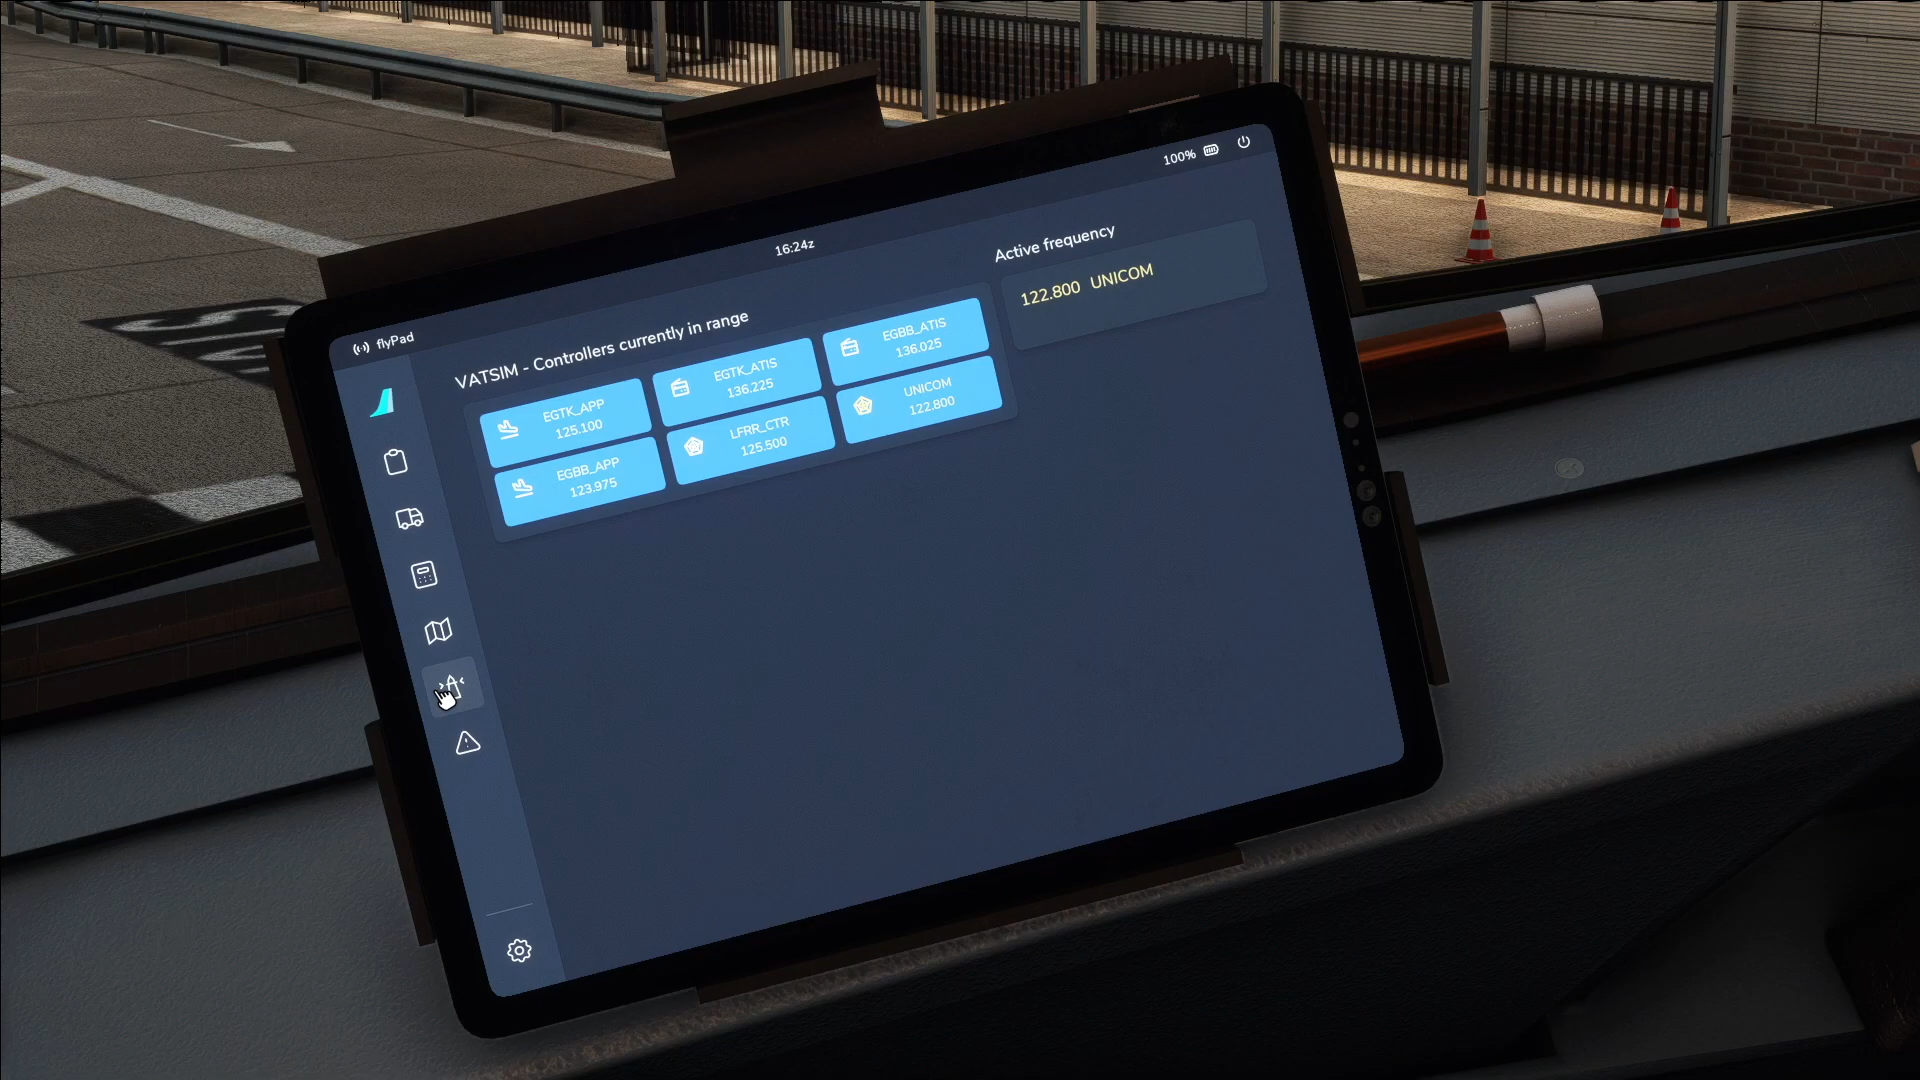 100%
16:24z
flyPad
VATSIM - Controllers currently in range
EGTK_APP
125.100
EGTK_ATIS
136.225
EGBB_ATIS
136.025
EGBB_APP
123.975
LFRR_CTR
125.500
UNICOM
122.800
Active frequency
122.800 UNICOM